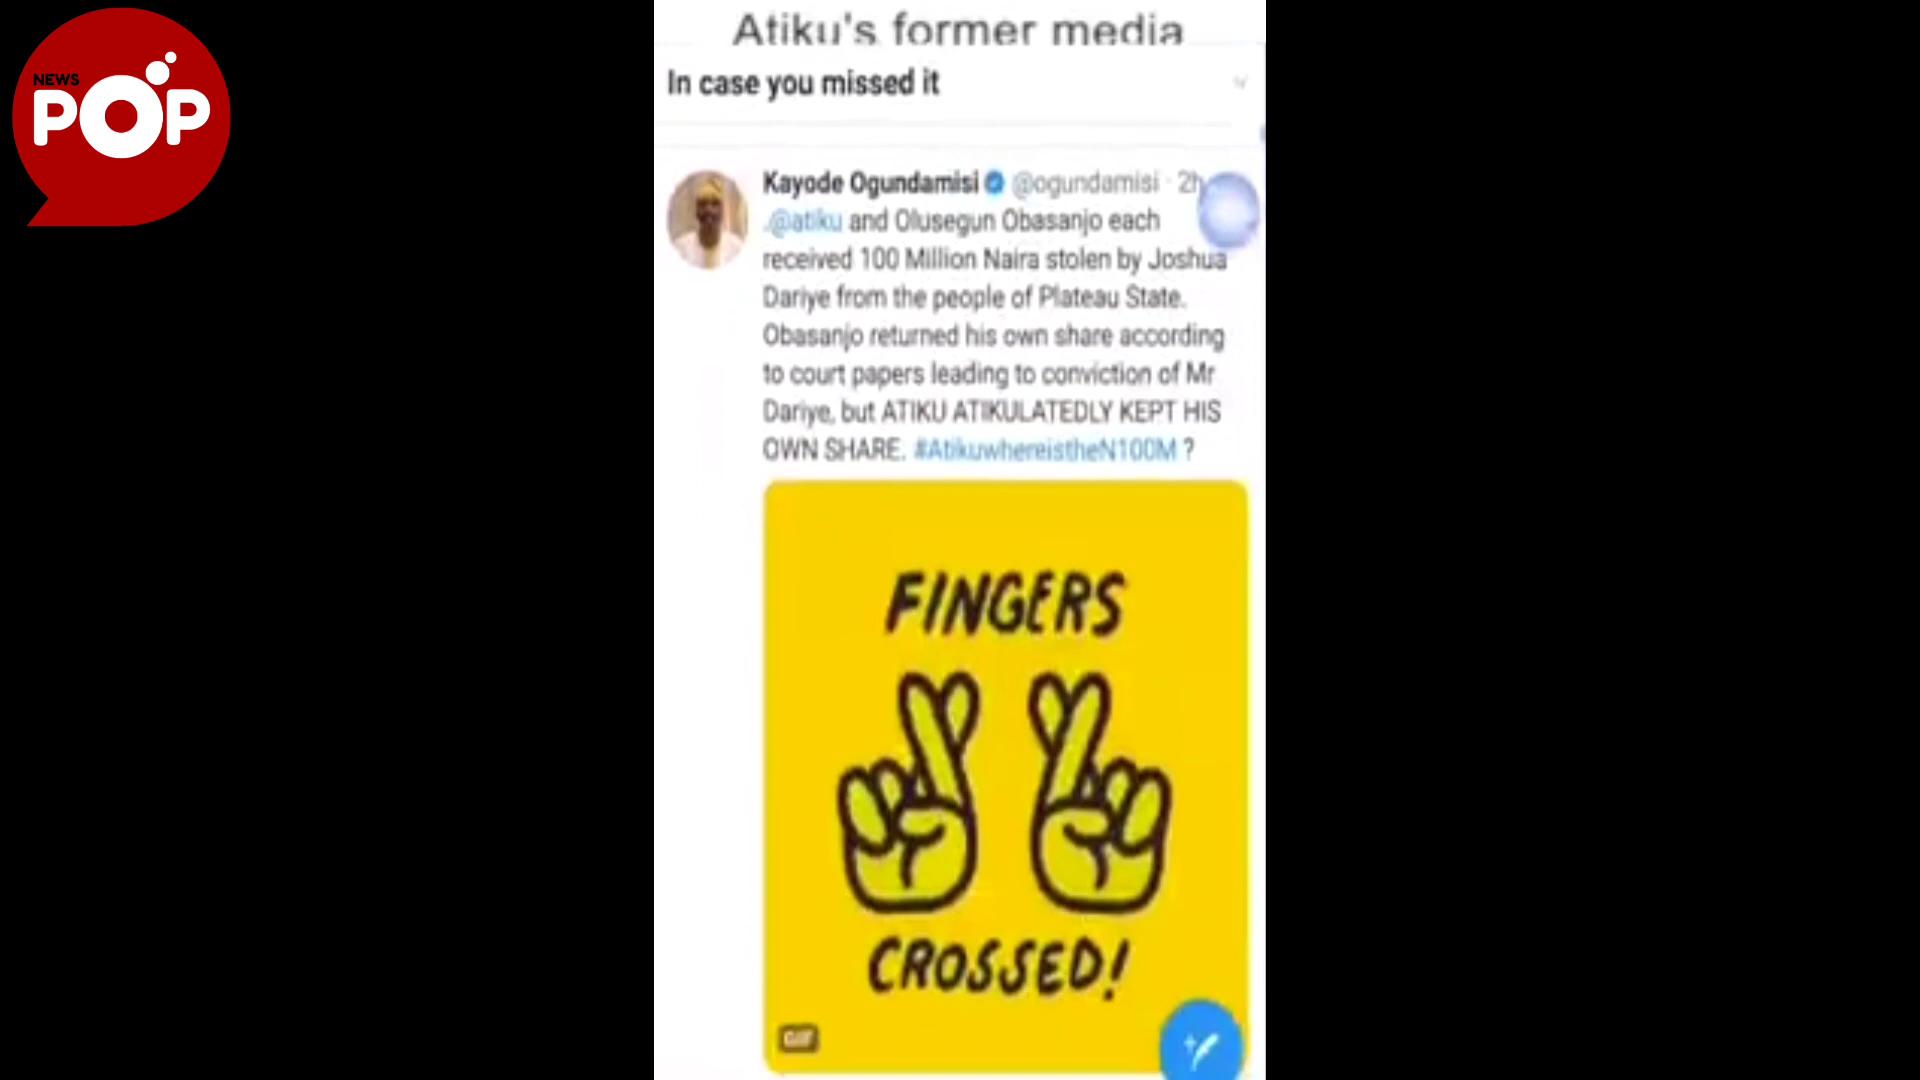 NEWS
POP
Atiku's former media
In case you missed it
Kayode Ogundamisi @ogundamisi · 2h
.@atiku and Olusegun Obasanjo each
received 100 Million Naira stolen by Joshua
Dariye from the people of Plateau State.
Obasanjo returned his own share according
to court papers leading to conviction of Mr
Dariye, but ATIKU ATIKULATEDLY KEPT HIS
OWN SHARE. #AtikuwhereistheN100M ?
FINGERS
CROSSED!
GIF